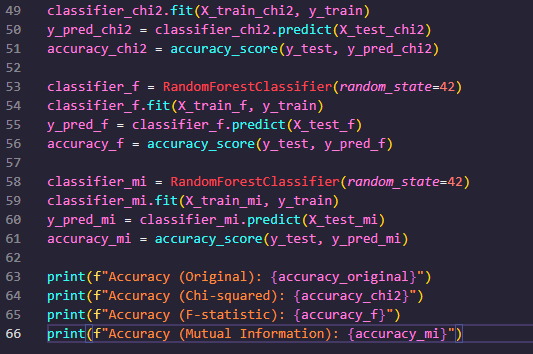 49 classifier_chi2.fit(X_train_chi2, y_train)
50 y_pred_chi2 = classifier_chi2.predict(X_test_chi2)
51 accuracy_chi2 = accuracy_score(y_test, y_pred_chi2)
52
53 classifier_f = RandomForestClassifier(random_state=42)
54 classifier_f.fit(X_train_f, y_train)
55 y_pred_f = classifier_f.predict(X_test_f)
56 accuracy_f = accuracy_score(y_test, y_pred_f)
57
58 classifier_mi = RandomForestClassifier(random_state=42)
59 classifier_mi.fit(X_train_mi, y_train)
60 y_pred_mi = classifier_mi.predict(X_test_mi)
61 accuracy_mi = accuracy_score(y_test, y_pred_mi)
62
63 print(f"Accuracy (Original): {accuracy_original}")
64 print(f"Accuracy (Chi-squared): {accuracy_chi2}")
65 print(f"Accuracy (F-statistic): {accuracy_f}")
66 print(f"Accuracy (Mutual Information): {accuracy_mi}")